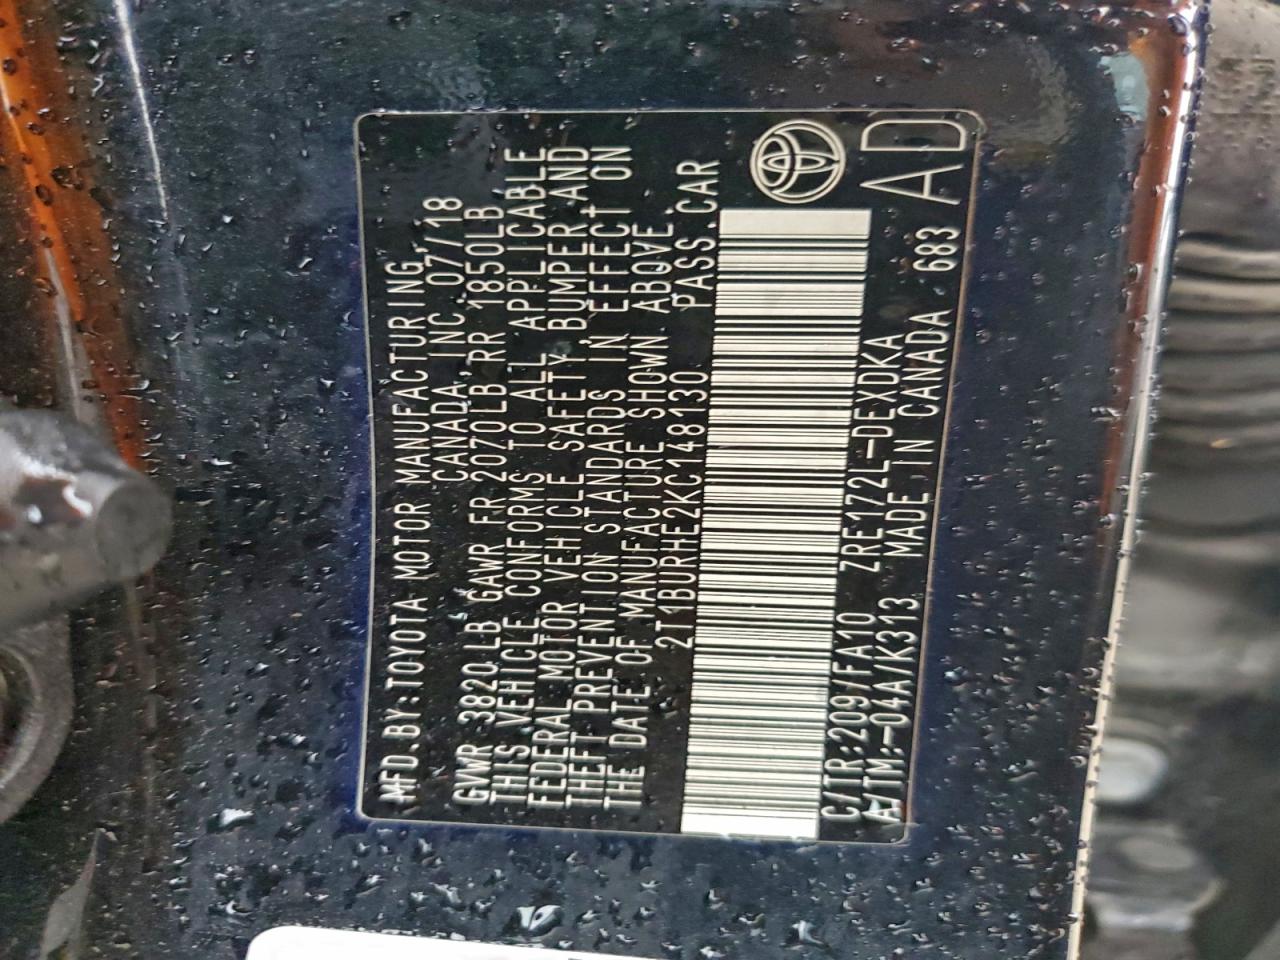 MFD.BY:TOYOTA MOTOR MANUFACTURING
CANADA,INC.07/18
GVWR 3820 LB GAWR FR 2070LB RR 1850LB
THIS VEHICLE CONFORMS TO ALL APPLICABLE
FEDERAL MOTOR VEHICLE SAFETY, BUMPER, AND
THEFT PREVENTION STANDARDS IN EFFECT ON
THE DATE OF MANUFACTURE SHOWN ABOVE.
2T1BURHE2KC148130 PASS.CAR
C/TR:209/FA10 ZRE172L-DEXDKA
A/TM:-04A/K313 MADE IN CANADA 683
AD